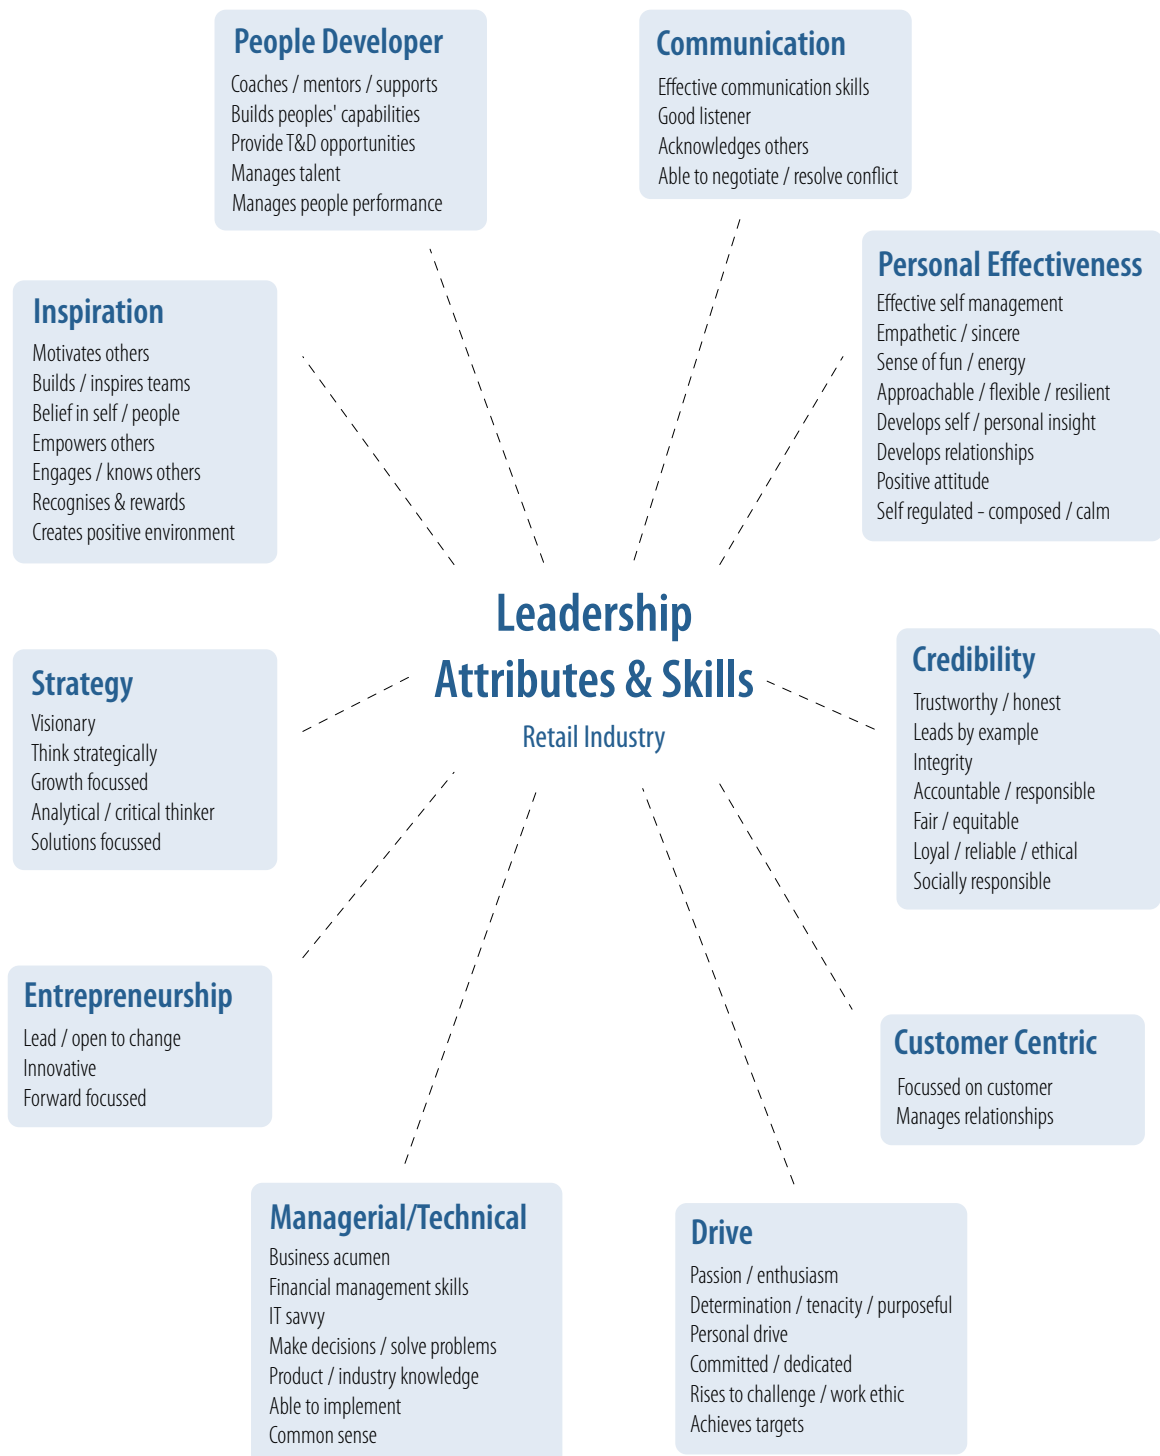 People Developer
Coaches / mentors / supports
Builds peoples' capabilities
Provide T&D opportunities
Manages talent
Manages people performance
Communication
Effective communication skills
Good listener
Acknowledges others
Able to negotiate / resolve conflict
Personal Effectiveness
Effective self management
Empathetic / sincere
Sense of fun / energy
Approachable / flexible / resilient
Develops self / personal insight
Develops relationships
Positive attitude
Self regulated - composed / calm
Inspiration
Motivates others
Builds / inspires teams
Belief in self / people
Empowers others
Engages / knows others
Recognises & rewards
Creates positive environment
Leadership
Attributes & Skills
Retail Industry
Strategy
Visionary
Think strategically
Growth focussed
Analytical / critical thinker
Solutions focussed
Credibility
Trustworthy / honest
Leads by example
Integrity
Accountable / responsible
Fair / equitable
Loyal / reliable / ethical
Socially responsible
Entrepreneurship
Lead / open to change
Innovative
Forward focussed
Customer Centric
Focussed on customer
Manages relationships
Managerial/Technical
Business acumen
Financial management skills
IT savvy
Make decisions / solve problems
Product / industry knowledge
Able to implement
Common sense
Drive
Passion / enthusiasm
Determination / tenacity / purposeful
Personal drive
Committed / dedicated
Rises to challenge / work ethic
Achieves targets